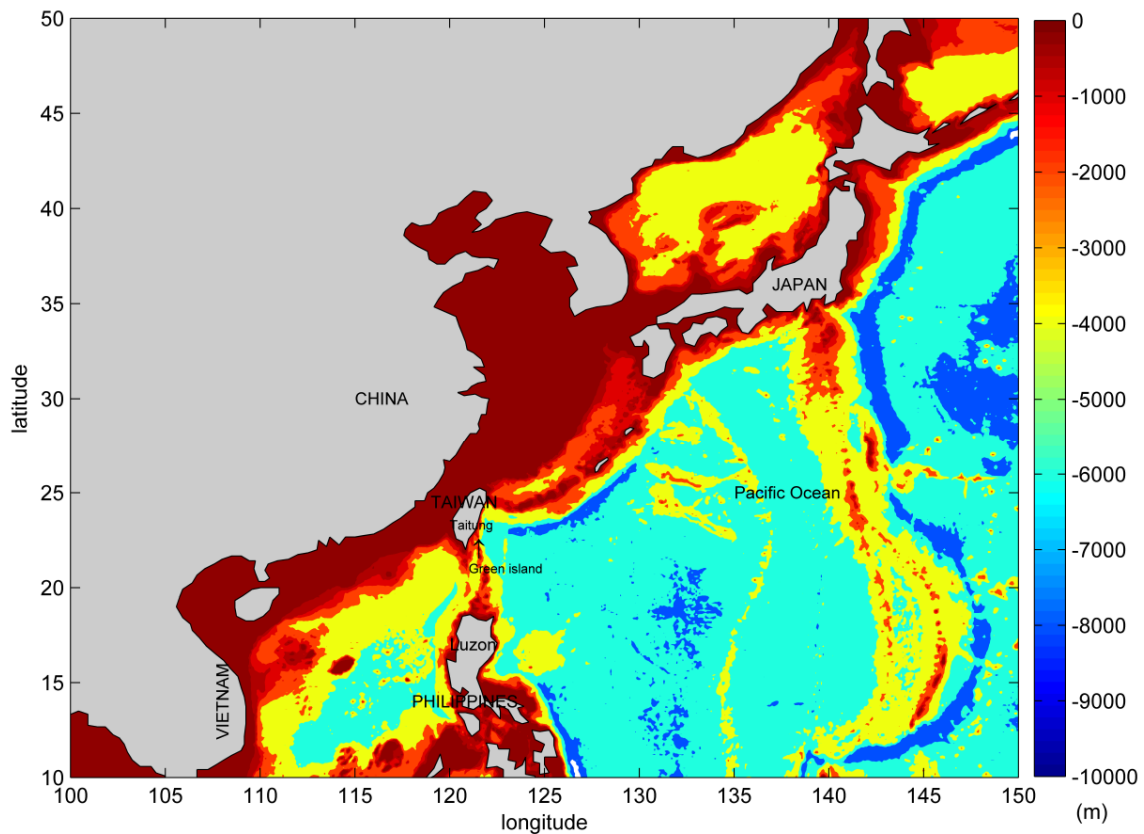 50
45
40
35
30
25
20
15
10
latitude
100
105
110
115
120
125
130
135
140
145
150
longitude
JAPAN
CHINA
TAIWAN
Taitung
Green island
Pacific Ocean
Luzon
PHILIPPINES
VIETNAM
0
-1000
-2000
-3000
-4000
-5000
-6000
-7000
-8000
-9000
-10000
(m)